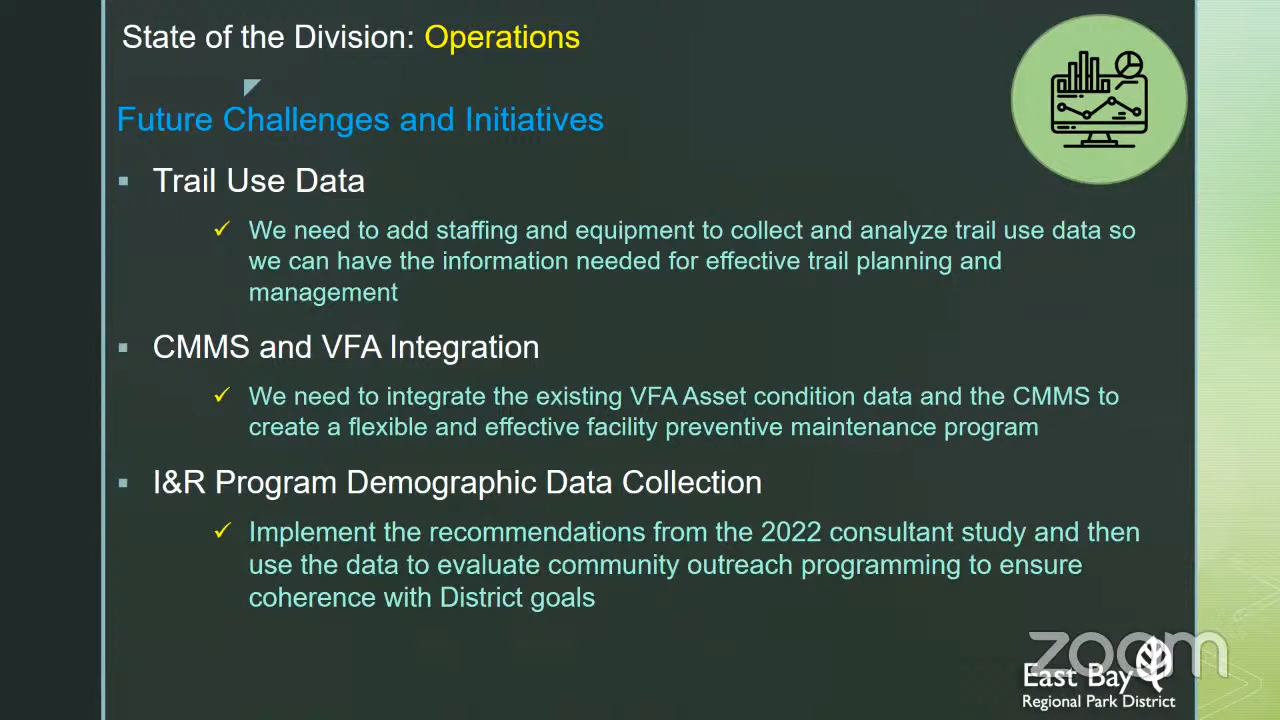 State of the Division: Operations
Future Challenges and Initiatives
Trail Use Data
We need to add staffing and equipment to collect and analyze trail use data so
we can have the information needed for effective trail planning and
management
CMMS and VFA Integration
We need to integrate the existing VFA Asset condition data and the CMMS to
create a flexible and effective facility preventive maintenance program
I&R Program Demographic Data Collection
Implement the recommendations from the 2022 consultant study and then
use the data to evaluate community outreach programming to ensure
coherence with District goals
zoom
East Bay
Regional Park District